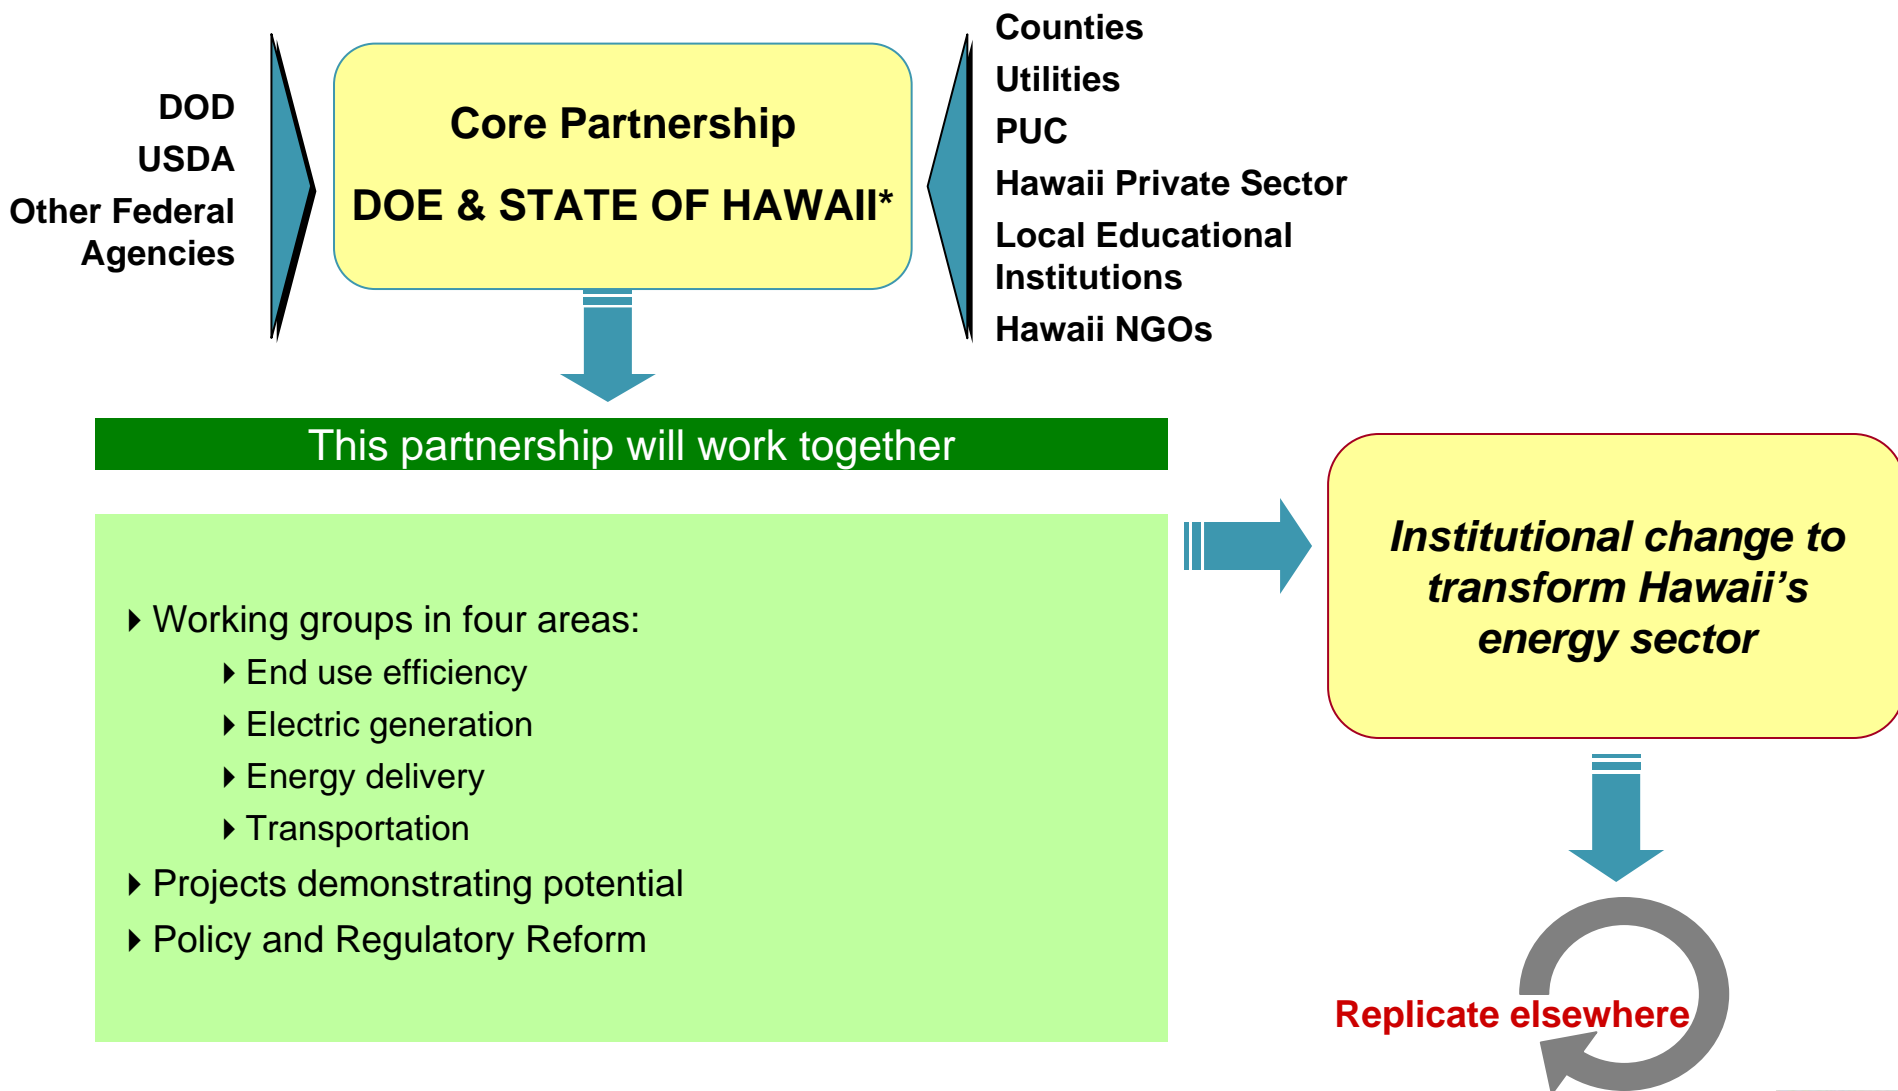 DOD
USDA
Other Federal
Agencies
Core Partnership
DOE & STATE OF HAWAII*
Counties
Utilities
PUC
Hawaii Private Sector
Local Educational
Institutions
Hawaii NGOs
This partnership will work together
Working groups in four areas:
End use efficiency
Electric generation
Energy delivery
Transportation
Projects demonstrating potential
Policy and Regulatory Reform
Institutional change to
transform Hawaii’s
energy sector
Replicate elsewhere